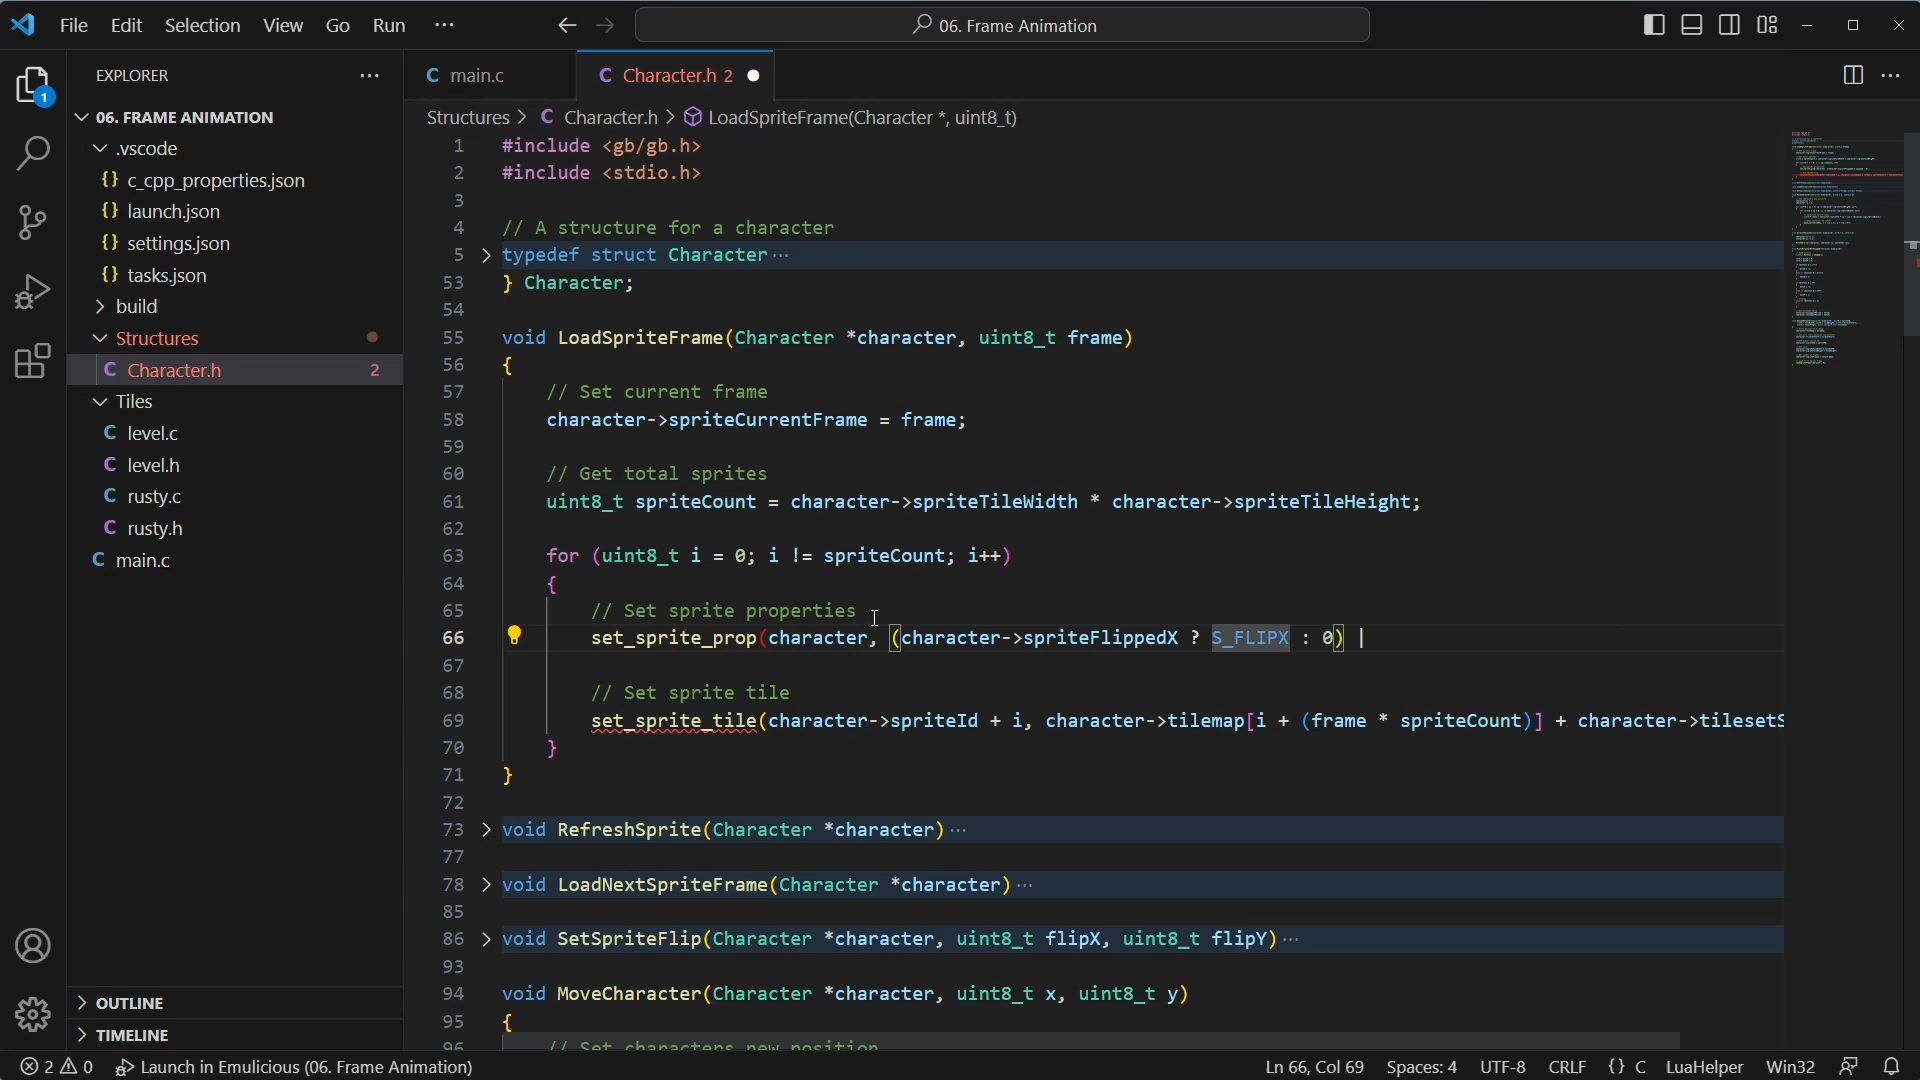 File Edit Selection View Go Run ···
06. Frame Animation
EXPLORER ···
06. FRAME ANIMATION
.vscode
{} c_cpp_properties.json
{} launch.json
{} settings.json
{} tasks.json
build
Structures
C Character.h 2
Tiles
C level.c
C level.h
C rusty.c
C rusty.h
C main.c
OUTLINE
TIMELINE
1
C main.c
C Character.h 2
Structures > C Character.h > LoadSpriteFrame(Character *, uint8_t)
1 #include <gb/gb.h>
2 #include <stdio.h>
3
4 // A structure for a character
5 > typedef struct Character ···
53 } Character;
54
55 void LoadSpriteFrame(Character *character, uint8_t frame)
56 {
57 // Set current frame
58 character->spriteCurrentFrame = frame;
59
60 // Get total sprites
61 uint8_t spriteCount = character->spriteTileWidth * character->spriteTileHeight;
62
63 for (uint8_t i = 0; i != spriteCount; i++)
64 {
65 // Set sprite properties
66 set_sprite_prop(character, (character->spriteFlippedX ? S_FLIPX : 0) |
67
68 // Set sprite tile
69 set_sprite_tile(character->spriteId + i, character->tilemap[i + (frame * spriteCount)] + character->tilesetS
70 }
71 }
72
73 > void RefreshSprite(Character *character) ···
77
78 > void LoadNextSpriteFrame(Character *character) ···
85
86 > void SetSpriteFlip(Character *character, uint8_t flipX, uint8_t flipY) ···
93
94 void MoveCharacter(Character *character, uint8_t x, uint8_t y)
95 {
96 // Set characters new position
2 0 Launch in Emulicious (06. Frame Animation) Ln 66, Col 69 Spaces: 4 UTF-8 CRLF {} C LuaHelper Win32